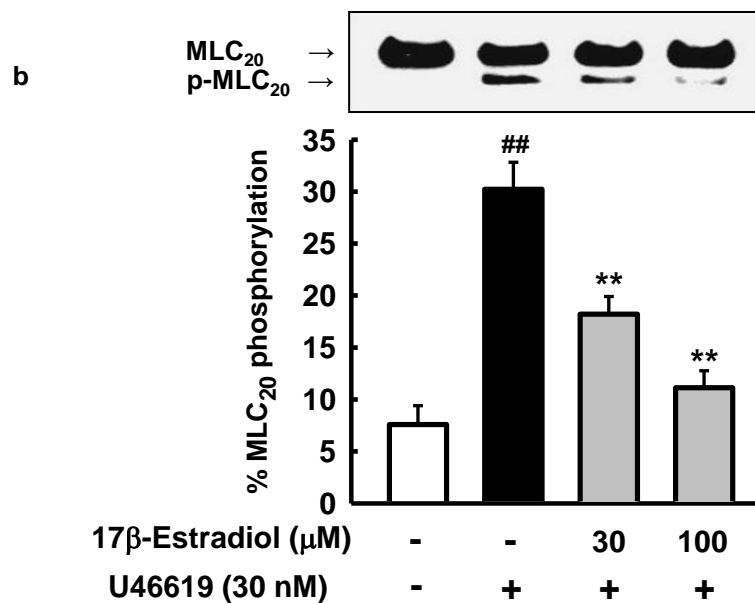 MLC20 →
b
p-MLC20 →
% MLC20 phosphorylation
35
30
25
20
15
10
5
0
##
**
**
17β-Estradiol (μM) - - 30 100
U46619 (30 nM) - + + +